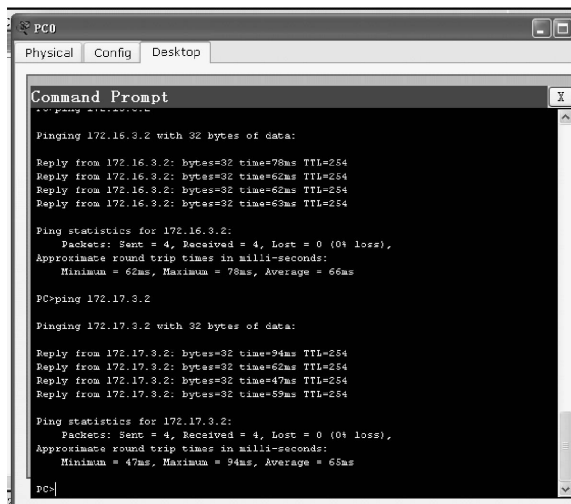 PC0
Physical Config Desktop
Command Prompt
X
Pinging 172.16.3.2 with 32 bytes of data:
Reply from 172.16.3.2: bytes=32 time=78ms TTL=254
Reply from 172.16.3.2: bytes=32 time=62ms TTL=254
Reply from 172.16.3.2: bytes=32 time=62ms TTL=254
Reply from 172.16.3.2: bytes=32 time=63ms TTL=254
Ping statistics for 172.16.3.2:
Packets: Sent = 4, Received = 4, Lost = 0 (0% loss),
Approximate round trip times in milli-seconds:
Minimum = 62ms, Maximum = 78ms, Average = 66ms
PC>ping 172.17.3.2
Pinging 172.17.3.2 with 32 bytes of data:
Reply from 172.17.3.2: bytes=32 time=94ms TTL=254
Reply from 172.17.3.2: bytes=32 time=62ms TTL=254
Reply from 172.17.3.2: bytes=32 time=47ms TTL=254
Reply from 172.17.3.2: bytes=32 time=59ms TTL=254
Ping statistics for 172.17.3.2:
Packets: Sent = 4, Received = 4, Lost = 0 (0% loss),
Approximate round trip times in milli-seconds:
Minimum = 47ms, Maximum = 94ms, Average = 65ms
PC>